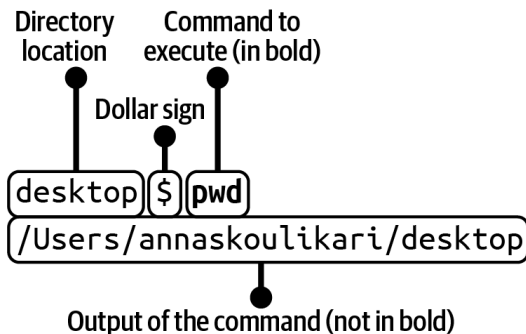 Directory
location
Command to
execute (in bold)
Dollar sign
desktop $ pwd
/Users/annaskoulikari/desktop
Output of the command (not in bold)